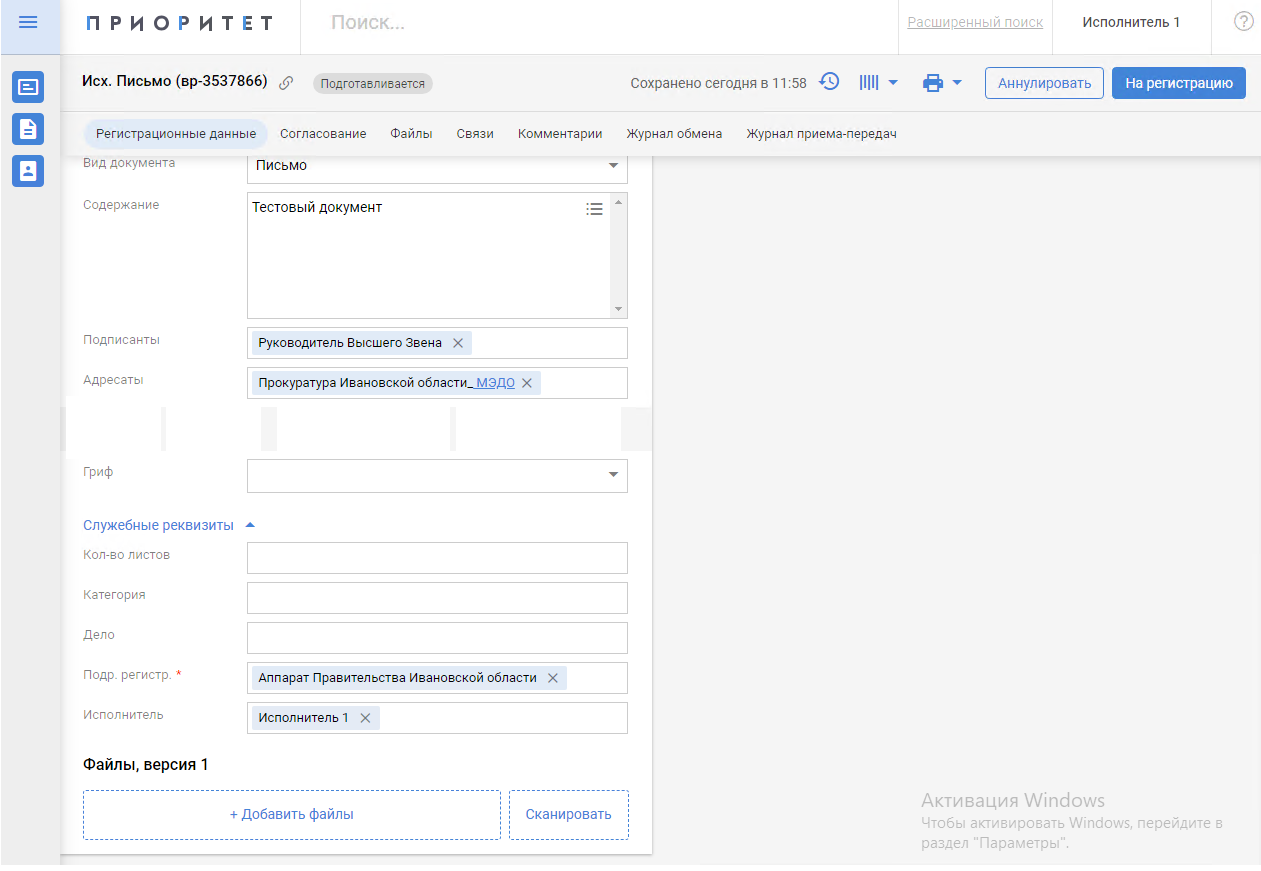 ПРИОРИТЕТ
Поиск...
Расширенный поиск
Исполнитель 1
?
Исх. Письмо (вр-3537866)
Подготавливается
Сохранено сегодня в 11:58
Аннулировать
На регистрацию
Регистрационные данные
Согласование
Файлы
Связи
Комментарии
Журнал обмена
Журнал приема-передач
Вид документа
Письмо
Содержание
Тестовый документ
Подписанты
Руководитель Высшего Звена
Адресаты
Прокуратура Ивановской области_ МЭДО
Гриф
Служебные реквизиты
Кол-во листов
Категория
Дело
Подр. регистр. *
Аппарат Правительства Ивановской области
Исполнитель
Исполнитель 1
Файлы, версия 1
+ Добавить файлы
Сканировать
Активация Windows
Чтобы активировать Windows, перейдите в
раздел "Параметры".